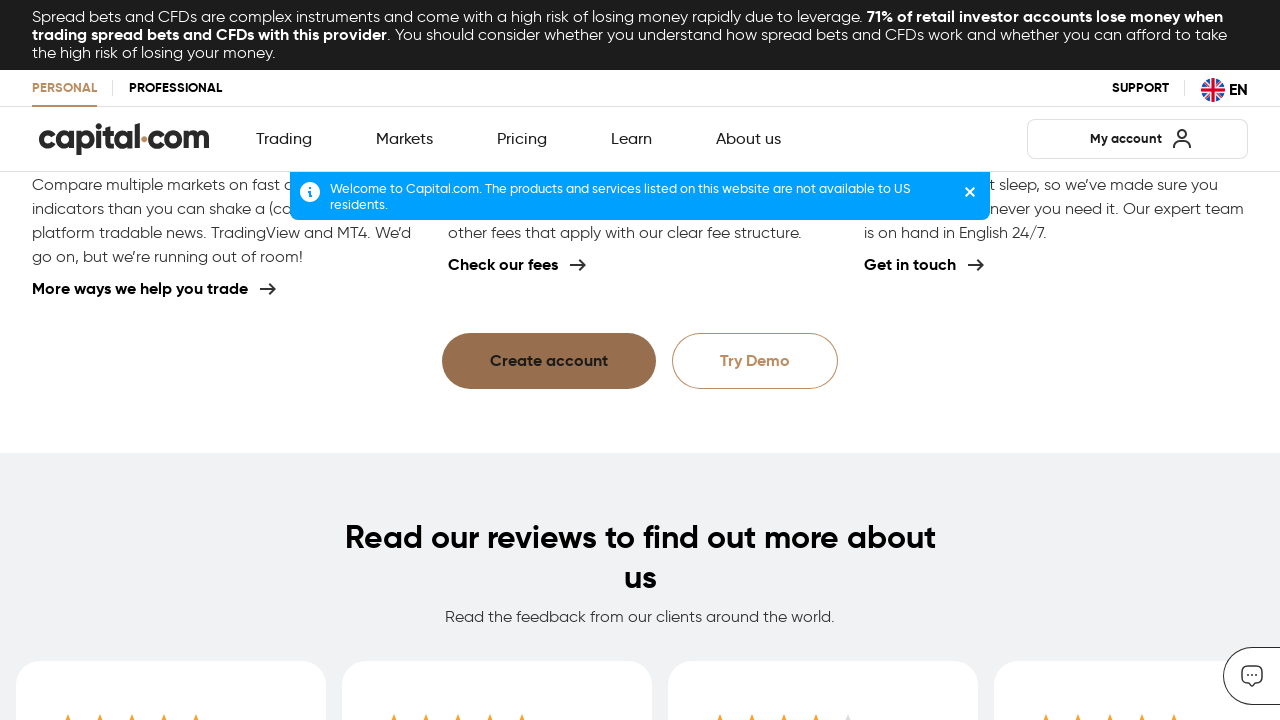 Spread bets and CFDs are complex instruments and come with a high risk of losing money rapidly due to leverage. 71% of retail investor accounts lose money when
trading spread bets and CFDs with this provider. You should consider whether you understand how spread bets and CFDs work and whether you can afford to take
the high risk of losing your money.
PERSONAL PROFESSIONAL SUPPORT EN
capital.com Trading Markets Pricing Learn About us My account
Welcome to Capital.com. The products and services listed on this website are not available to US
residents.
Compare multiple markets on fast
indicators than you can shake a
platform tradable news. TradingView and MT4. We’d
go on, but we’re running out of room!
More ways we help you trade
other fees that apply with our clear fee structure.
Check our fees
sleep, so we’ve made sure you
you need it. Our expert team
is on hand in English 24/7.
Get in touch
Create account Try Demo
Read our reviews to find out more about
us
Read the feedback from our clients around the world.